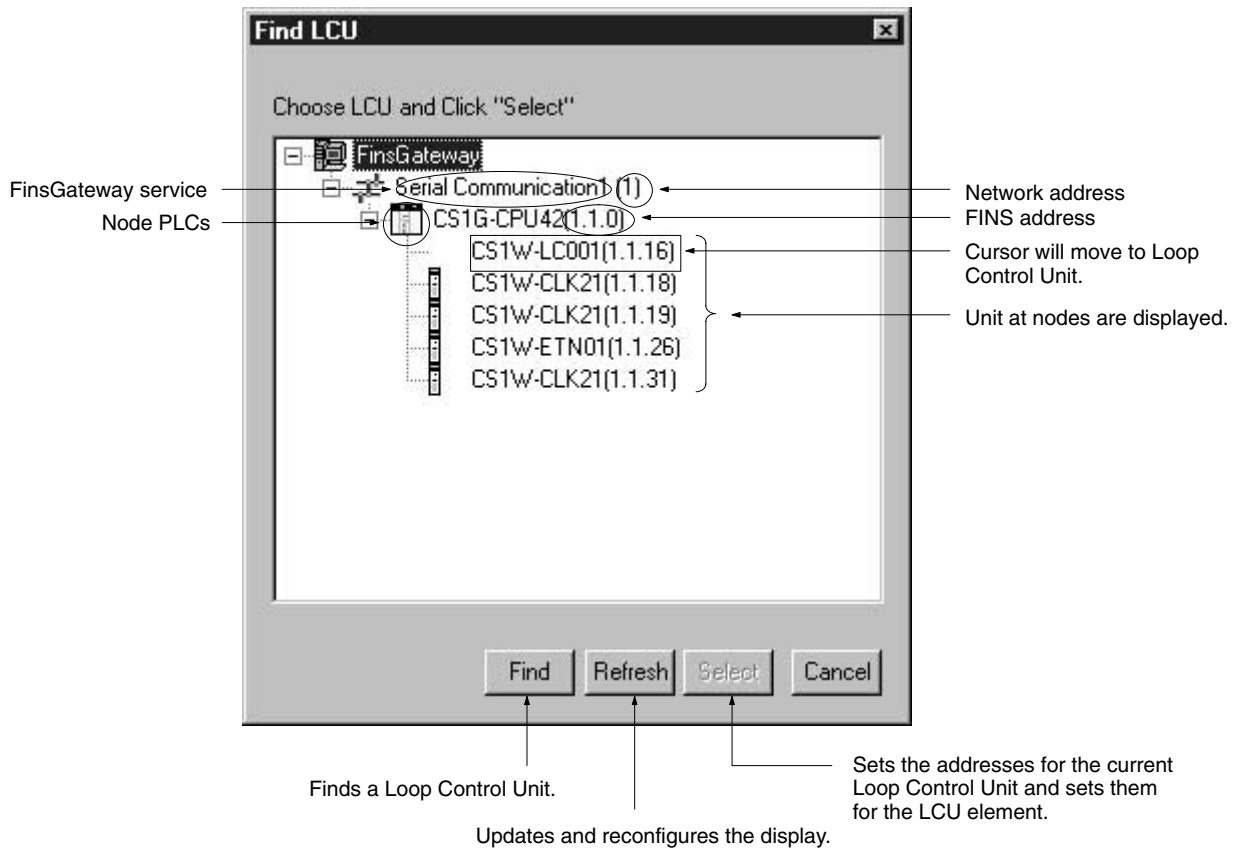 Find LCU
Choose LCU and Click "Select"
FinsGateway
FinsGateway service
Serial Communication1 (1)
Network address
Node PLCs
CS1G-CPU42(1.1.0)
FINS address
CS1W-LC001(1.1.16)
Cursor will move to Loop
Control Unit.
CS1W-CLK21(1.1.18)
CS1W-CLK21(1.1.19)
Unit at nodes are displayed.
CS1W-ETN01(1.1.26)
CS1W-CLK21(1.1.31)
Find
Refresh
Select
Cancel
Finds a Loop Control Unit.
Sets the addresses for the current
Loop Control Unit and sets them
for the LCU element.
Updates and reconfigures the display.